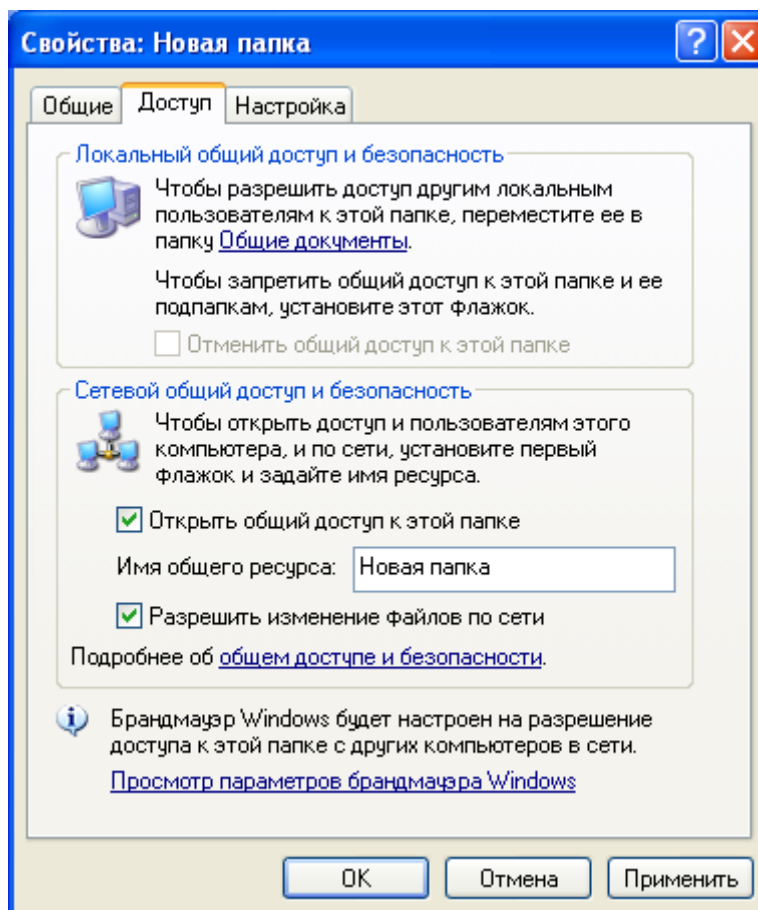 Свойства: Новая папка
?
Общие Доступ Настройка
Локальный общий доступ и безопасность
Чтобы разрешить доступ другим локальным
пользователям к этой папке, переместите ее в
папку Общие документы.
Чтобы запретить общий доступ к этой папке и ее
подпапкам, установите этот флажок.
Отменить общий доступ к этой папке
Сетевой общий доступ и безопасность
Чтобы открыть доступ и пользователям этого
компьютера, и по сети, установите первый
флажок и задайте имя ресурса.
Открыть общий доступ к этой папке
Имя общего ресурса: Новая папка
Разрешить изменение файлов по сети
Подробнее об общем доступе и безопасности.
Брандмауэр Windows будет настроен на разрешение
доступа к этой папке с других компьютеров в сети.
Просмотр параметров брандмауэра Windows
OK Отмена Применить